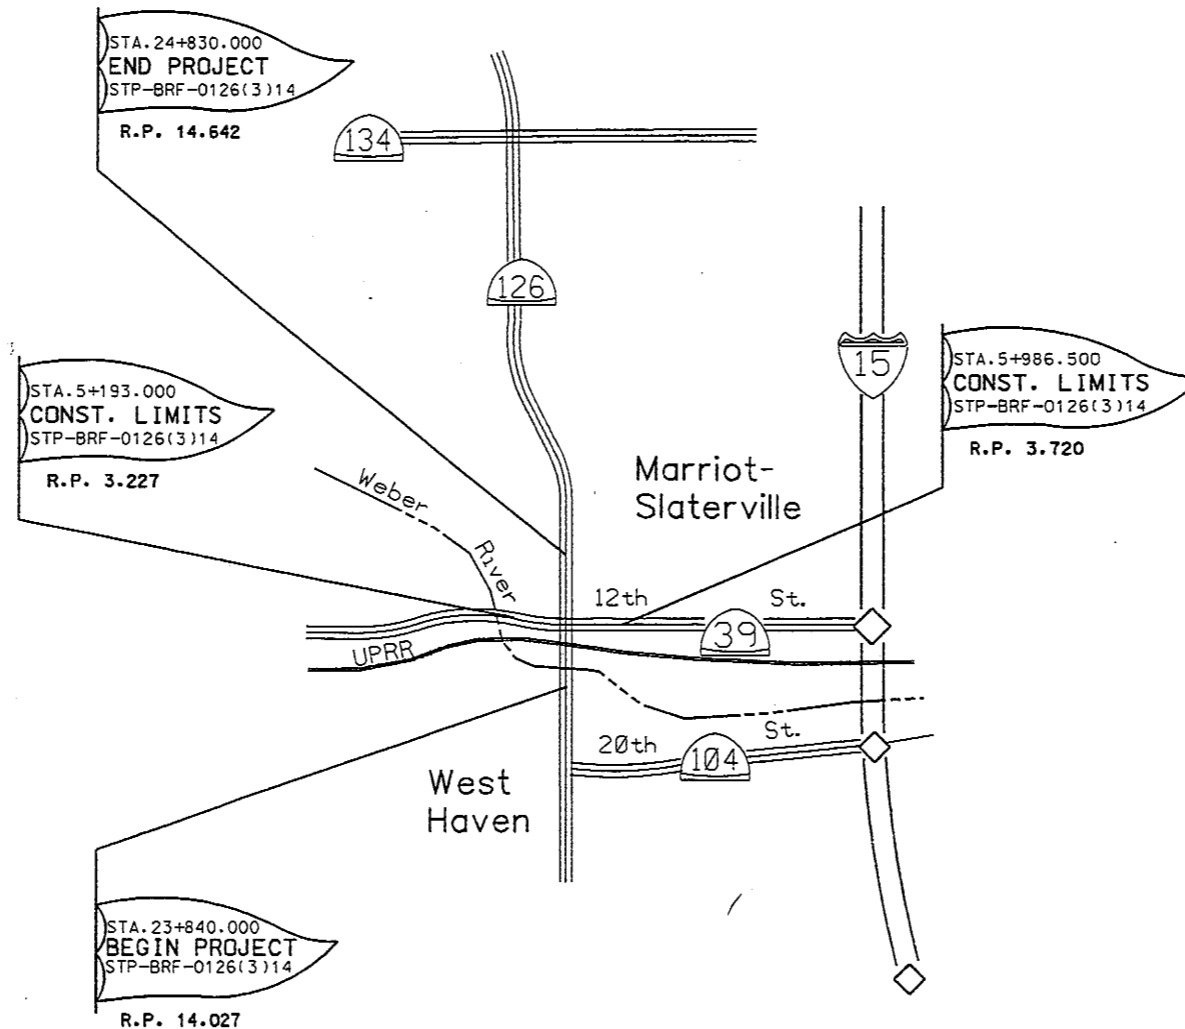 STA.24+830.000
END PROJECT
STP-BRF-0126(3)14
R.P. 14.642
134
126
15
STA.5+986.500
CONST. LIMITS
STP-BRF-0126(3)14
R.P. 3.720
STA.5+193.000
CONST. LIMITS
STP-BRF-0126(3)14
R.P. 3.227
Marriot-
Slaterville
Weber
River
12th
St.
39
UPRR
20th
St.
104
West
Haven
STA.23+840.000
BEGIN PROJECT
STP-BRF-0126(3)14
R.P. 14.027